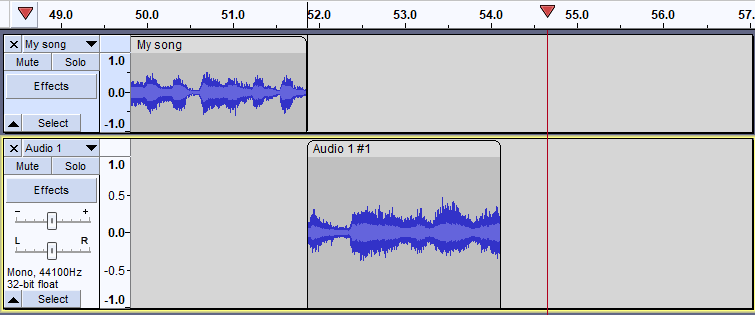 49.0 50.0 51.0 52.0 53.0 54.0 55.0 56.0 57.0
My song
My song
Mute Solo
Effects
Select
1.0
0.0
-1.0
Audio 1
Audio 1 #1
Mute Solo
Effects
- +
L R
Mono, 44100Hz
32-bit float
Select
1.0
0.5
0.0
-0.5
-1.0